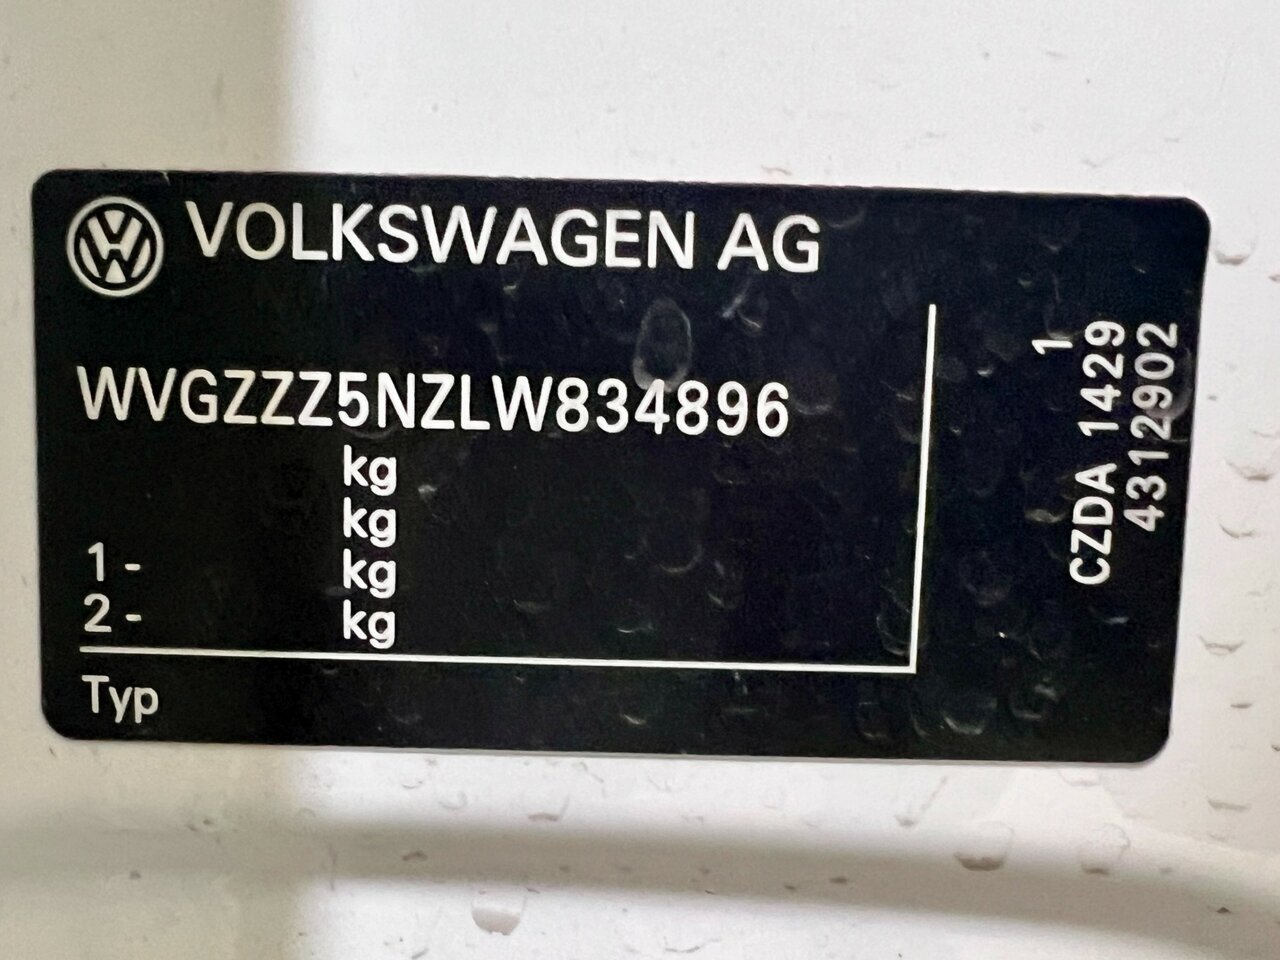 VOLKSWAGEN AG
WVGZZZ5NZLW834896
kg
kg
1 - kg
2 - kg
Typ
1
CZDA 1429
4312902